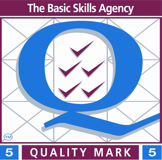 The Basic Skills Agency
Q
5 QUALITY MARK 5